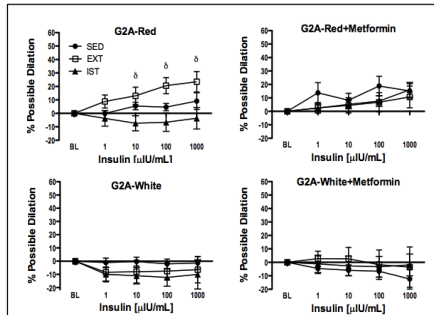 G2A-Red
% Possible Dilation
60
50
40
30
20
10
0
-10
-20
SED
EXT
IST
δ δ δ
BL 1 10 100 1000
Insulin [µIU/mL]
G2A-Red+Metformin
% Possible Dilation
60
50
40
30
20
10
0
-10
-20
BL 1 10 100 1000
Insulin [µIU/mL]
G2A-White
% Possible Dilation
60
50
40
30
20
10
0
-10
-20
BL 1 10 100 1000
Insulin [µIU/mL]
G2A-White+Metformin
% Possible Dilation
60
50
40
30
20
10
0
-10
-20
BL 1 10 100 1000
Insulin [µIU/mL]